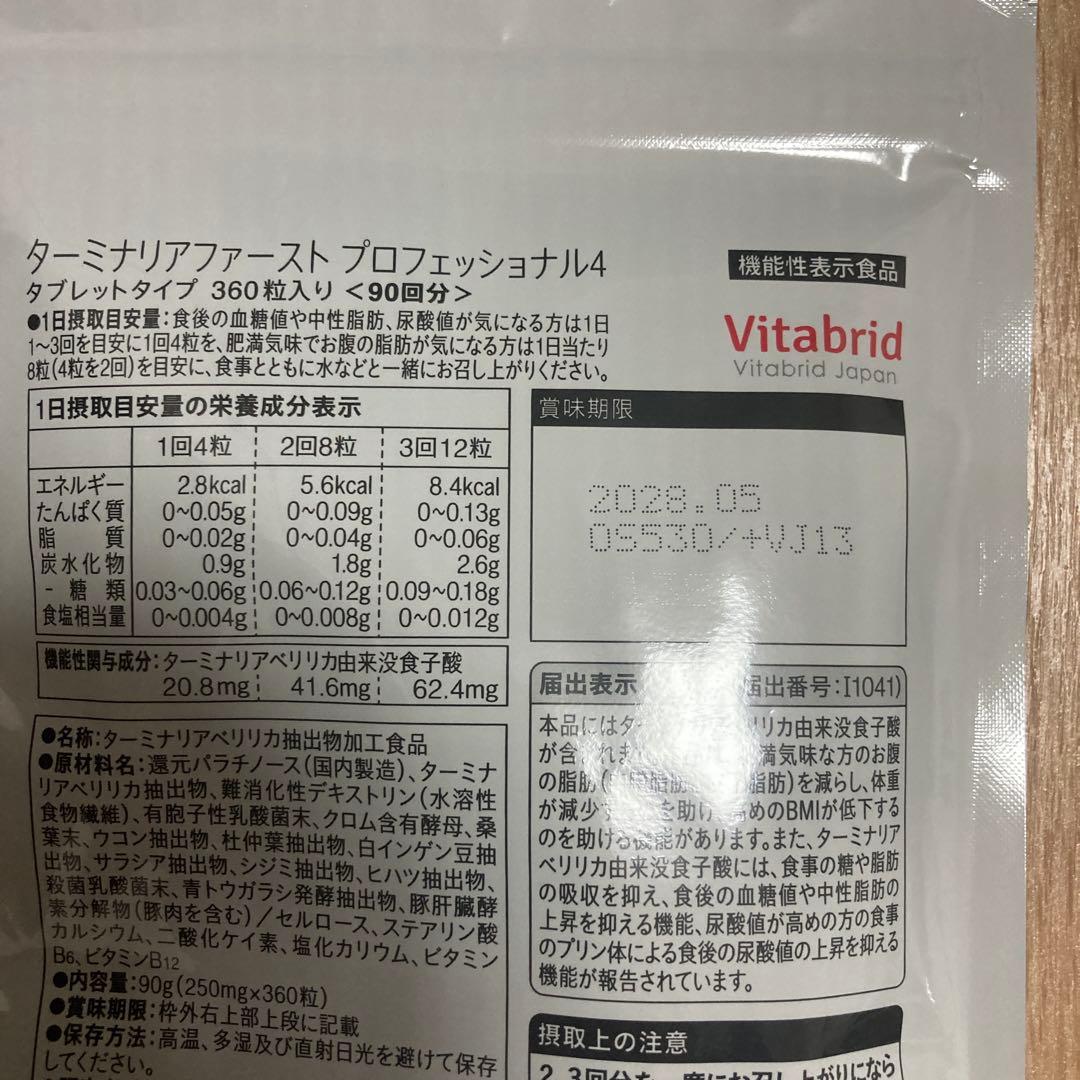 ターミナリアファースト プロフェッショナル4
タブレットタイプ 360粒入り <90回分>
●1日摂取目安量:食後の血糖値や中性脂肪、尿酸値が気になる方は1日
1～3回を目安に1回4粒を、肥満気味でお腹の脂肪が気になる方は1日当たり
8粒(4粒を2回)を目安に、食事とともに水などと一緒にお召し上がりください。
機能性表示食品
Vitabrid
Vitabrid Japan
1日摂取目安量の栄養成分表示
1回4粒 2回8粒 3回12粒
エネルギー 2.8kcal 5.6kcal 8.4kcal
たんぱく質 0~0.05g 0~0.09g 0~0.13g
脂質 0~0.02g 0~0.04g 0~0.06g
炭水化物 0.9g 1.8g 2.6g
- 糖類 0.03~0.06g 0.06~0.12g 0.09~0.18g
食塩相当量 0~0.004g 0~0.008g 0~0.012g
機能性関与成分:ターミナリアベリリカ由来没食子酸
20.8mg 41.6mg 62.4mg
●名称:ターミナリアベリリカ抽出物加工食品
●原材料名:還元パラチノース(国内製造)、ターミナ
リアベリリカ抽出物、難消化性デキストリン(水溶性
食物繊維)、有胞子性乳酸菌末、クロム含有酵母、桑
葉末、ウコン抽出物、杜仲葉抽出物、白インゲン豆抽
出物、サラシア抽出物、シジミ抽出物、ヒハツ抽出物、
殺菌乳酸菌末、青トウガラシ発酵抽出物、豚肝臓酵
素分解物(豚肉を含む)/セルロース、ステアリン酸
カルシウム、二酸化ケイ素、塩化カリウム、ビタミン
B6、ビタミンB12
●内容量:90g(250mg×360粒)
●賞味期限:枠外右上部上段に記載
●保存方法:高温、多湿及び直射日光を避けて保存
してください。
賞味期限
2028.05
05530/+VJ13
届出表示 届出番号:I1041)
本品にはタ リカ由来没食子酸
が含 満気味な方のお腹
の脂肪( 脂肪)を減らし、体重
が減少す を助け、高めのBMIが低下する
のを助ける機能があります。また、ターミナリア
ベリリカ由来没食子酸には、食事の糖や脂肪
の吸収を抑え、食後の血糖値や中性脂肪の
上昇を抑える機能、尿酸値が高めの方の食事
のプリン体による食後の尿酸値の上昇を抑える
機能が報告されています。
摂取上の注意
2、3回分を一度にお召し上がりになら